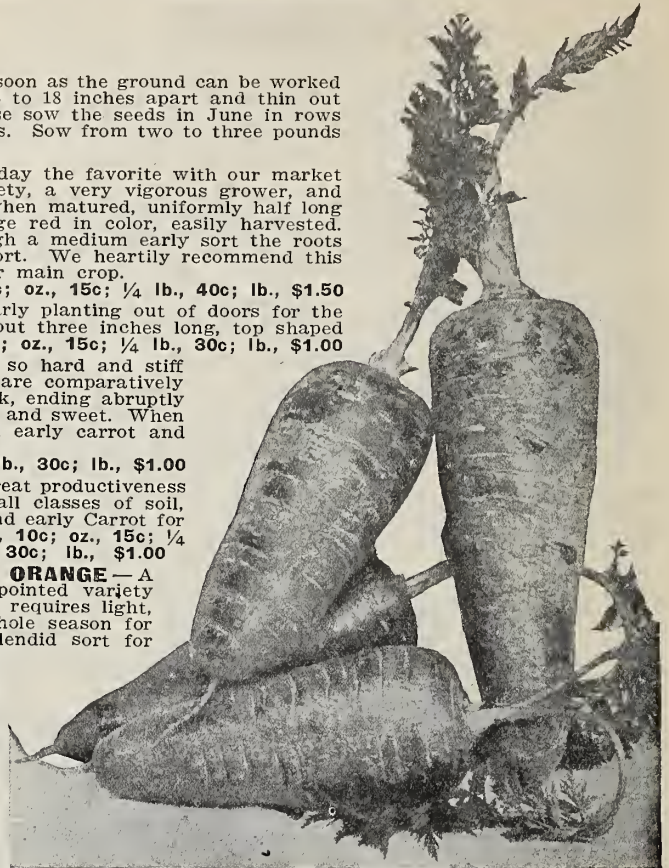 soon as the ground can be worked
to 18 inches apart and thin out
se sow the seeds in June in rows
s. Sow from two to three pounds
day the favorite with our market
ety, a very vigorous grower, and
when matured, uniformly half long
ge red in color, easily harvested.
gh a medium early sort the roots
ort. We heartily recommend this
r main crop.
c; oz., 15c; ¼ lb., 40c; lb., $1.50
arly planting out of doors for the
out three inches long, top shaped
; oz., 15c; ¼ lb., 30c; lb., $1.00
so hard and stiff
are comparatively
k, ending abruptly
and sweet. When
early carrot and
b., 30c; lb., $1.00
reat productiveness
all classes of soil,
nd early Carrot for
, 10c; oz., 15c; ¼
30c; lb., $1.00
ORANGE—A
pointed variety
requires light,
hole season for
lendid sort for